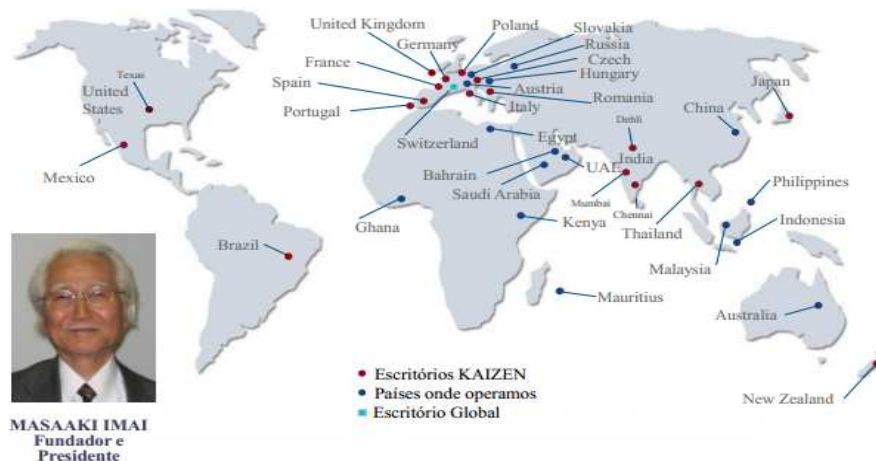 United Kingdom
Poland
Slovakia
Germany
Russia
France
Czech
Hungary
Texas
United
States
Spain
Austria
Romania
Japan
Portugal
Italy
China
Switzerland
Dehli
Egypt
India
Mexico
Bahrain
UAE
Saudi Arabia
Mumbai
Philippines
Chennai
Ghana
Kenya
Thailand
Indonesia
Brazil
Malaysia
Mauritius
Australia
Escritórios KAIZEN
Países onde operamos
Escritório Global
New Zealand
MASAAKI IMAI
Fundador e
Presidente